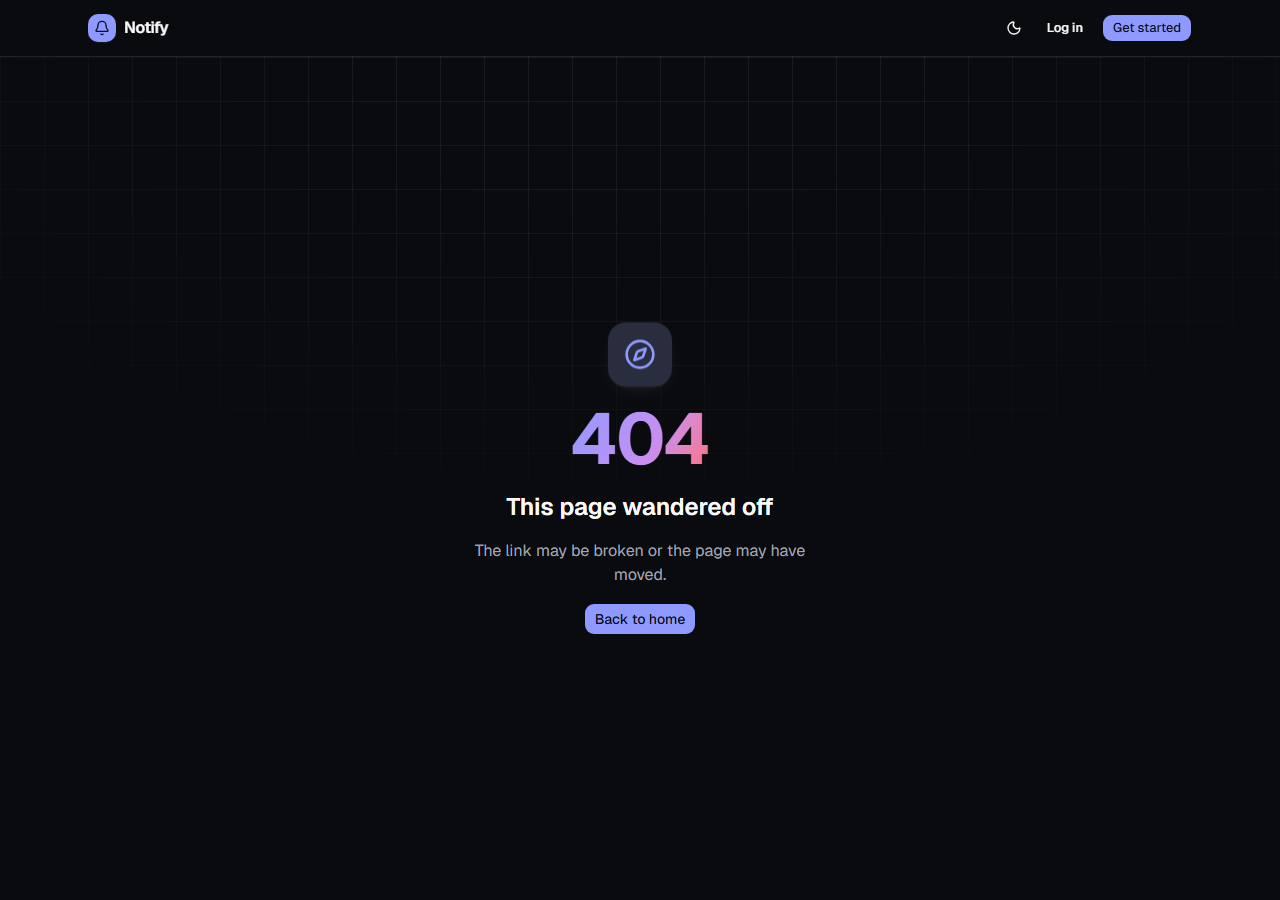 Notify
Log in
Get started
404
This page wandered off
The link may be broken or the page may have
moved.
Back to home